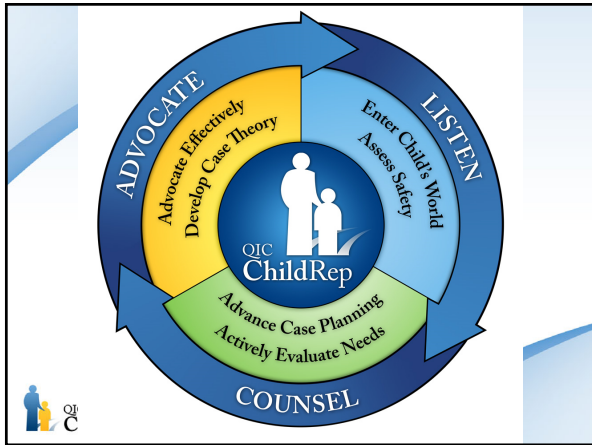 ADVOCATE
LISTEN
COUNSEL
Advocate Effectively
Develop Case Theory
Enter Child's World
Assess Safety
Advance Case Planning
Actively Evaluate Needs
QIC
ChildRep